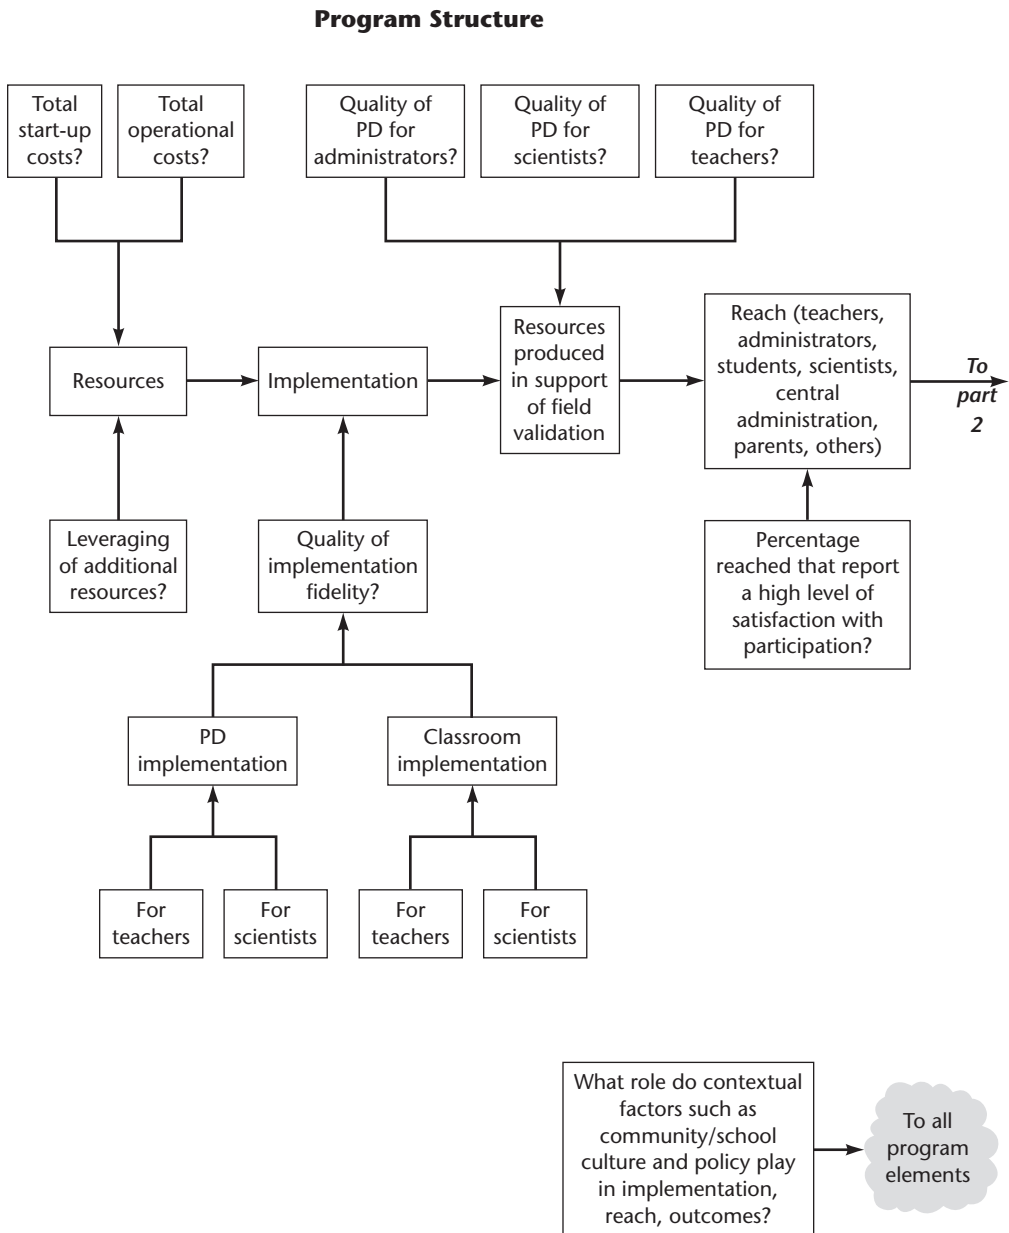 Program Structure
Total
start-up
costs?
Total
operational
costs?
Quality of
PD for
administrators?
Quality of
PD for
scientists?
Quality of
PD for
teachers?
Resources
Implementation
Resources
produced
in support
of field
validation
Reach (teachers,
administrators,
students, scientists,
central
administration,
parents, others)
To
part
2
Leveraging
of additional
resources?
Quality of
implementation
fidelity?
Percentage
reached that report
a high level of
satisfaction with
participation?
PD
implementation
Classroom
implementation
For
teachers
For
scientists
For
teachers
For
scientists
What role do contextual
factors such as
community/school
culture and policy play
in implementation,
reach, outcomes?
To all
program
elements